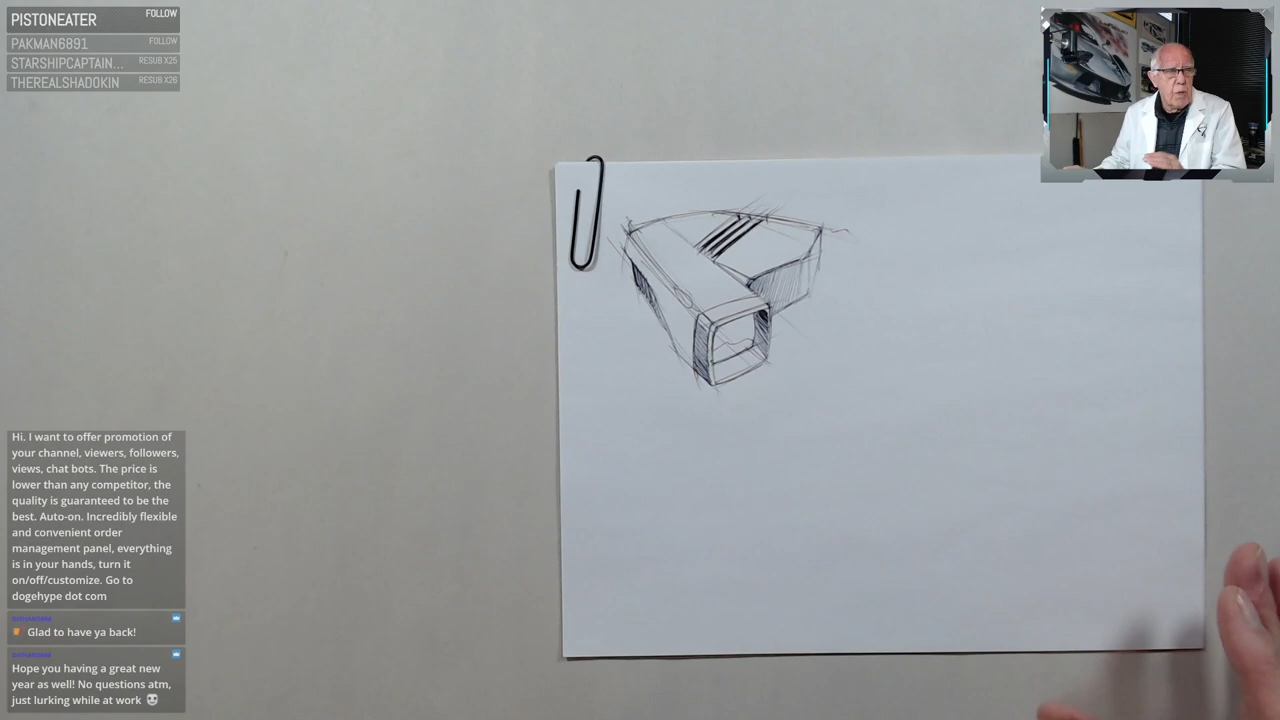 PISTONEATER FOLLOW
PAKMAN6891 FOLLOW
STARSHIPCAPTAIN... RESUB X25
THEREALSHADOKIN RESUB X26
Hi. I want to offer promotion of
your channel, viewers, followers,
views, chat bots. The price is
lower than any competitor, the
quality is guaranteed to be the
best. Auto-on. Incredibly flexible
and convenient order
management panel, everything
is in your hands, turn it
on/off/customize. Go to
dogehype dot com
Glad to have ya back!
Hope you having a great new
year as well! No questions atm,
just lurking while at work